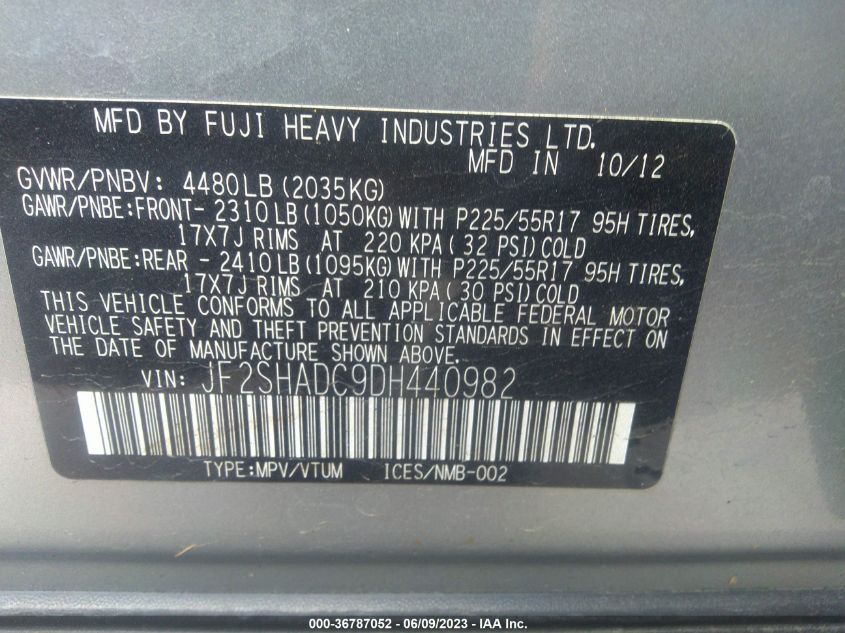 MFD BY FUJI HEAVY INDUSTRIES LTD.
MFD IN 10/12
GVWR/PNBV: 4480LB(2035KG)
GAWR/PNBE:FRONT- 2310LB(1050KG)WITH P225/55R17 95H TIRES,
17X7J RIMS AT 220 KPA( 32 PSI)COLD
GAWR/PNBE:REAR - 2410LB(1095KG)WITH P225/55R17 95H TIRES,
17X7J RIMS AT 210 KPA( 30 PSI)COLD
THIS VEHICLE CONFORMS TO ALL APPLICABLE FEDERAL MOTOR
VEHICLE SAFETY AND THEFT PREVENTION STANDARDS IN EFFECT ON
THE DATE OF MANUFACTURE SHOWN ABOVE.
VIN: JF2SHADC9DH440982
TYPE:MPV/VTUM ICES/NMB-002
000-36787052 - 06/09/2023 - IAA Inc.